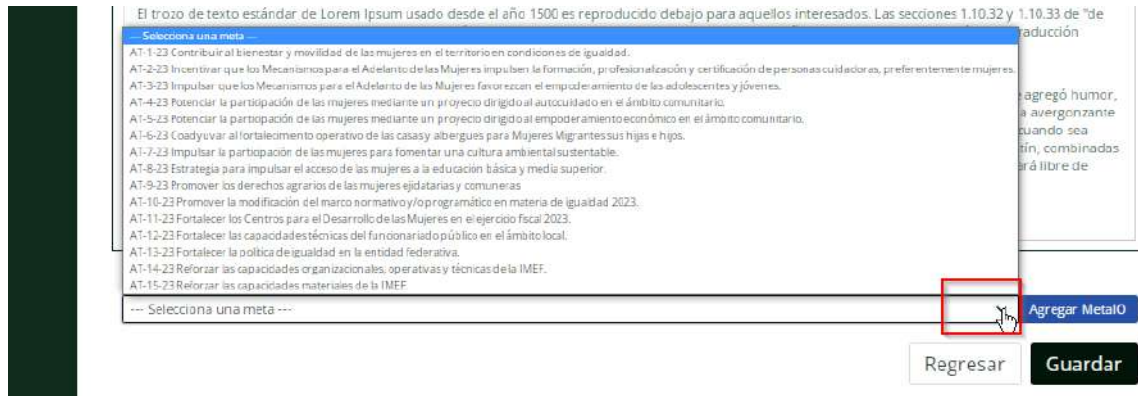 El trozo de texto estándar de Lorem Ipsum usado desde el año 1500 es reproducido debajo para aquellos interesados. Las secciones 1.10.32 y 1.10.33 de "de
raducción
--- Selecciona una meta ---
AT-1-23 Contribuir al bienestar y movilidad de las mujeres en el territorio en condiciones de igualdad.
AT-2-23 Incentivar que los Mecanismos para el Adelanto de las Mujeres impulsen la formación, profesionalización y certificación de personas cuidadoras, preferentemente mujeres.
AT-3-23 Impulsar que los Mecanismos para el Adelanto de las Mujeres favorezcan el empoderamiento de las adolescentes y jóvenes.
e agregó humor,
AT-4-23 Potenciar la participación de las mujeres mediante un proyecto dirigido al autocuidado en el ámbito comunitario.
a avergonzante
AT-5-23 Potenciar la participación de las mujeres mediante un proyecto dirigido al empoderamiento económico en el ámbito comunitario.
cuando sea
AT-6-23 Coadyuvar al fortalecimiento operativo de las casas y albergues para Mujeres Migrantes sus hijas e hijos.
tín, combinadas
AT-7-23 Impulsar la participación de las mujeres para fomentar una cultura ambiental sustentable.
ará libre de
AT-8-23 Estrategia para impulsar el acceso de las mujeres a la educación básica y media superior.
AT-9-23 Promover los derechos agrarios de las mujeres ejidatarias y comuneras
AT-10-23 Promover la modificación del marco normativo y/o programático en materia de igualdad 2023.
AT-11-23 Fortalecer los Centros para el Desarrollo de las Mujeres en el ejercicio fiscal 2023.
AT-12-23 Fortalecer las capacidades técnicas del funcionariado público en el ámbito local.
AT-13-23 Fortalecer la política de igualdad en la entidad federativa.
AT-14-23 Reforzar las capacidades organizacionales, operativas y técnicas de la IMEF.
AT-15-23 Reforzar las capacidades materiales de la IMEF
--- Selecciona una meta ---
Agregar MetaIO
Regresar
Guardar